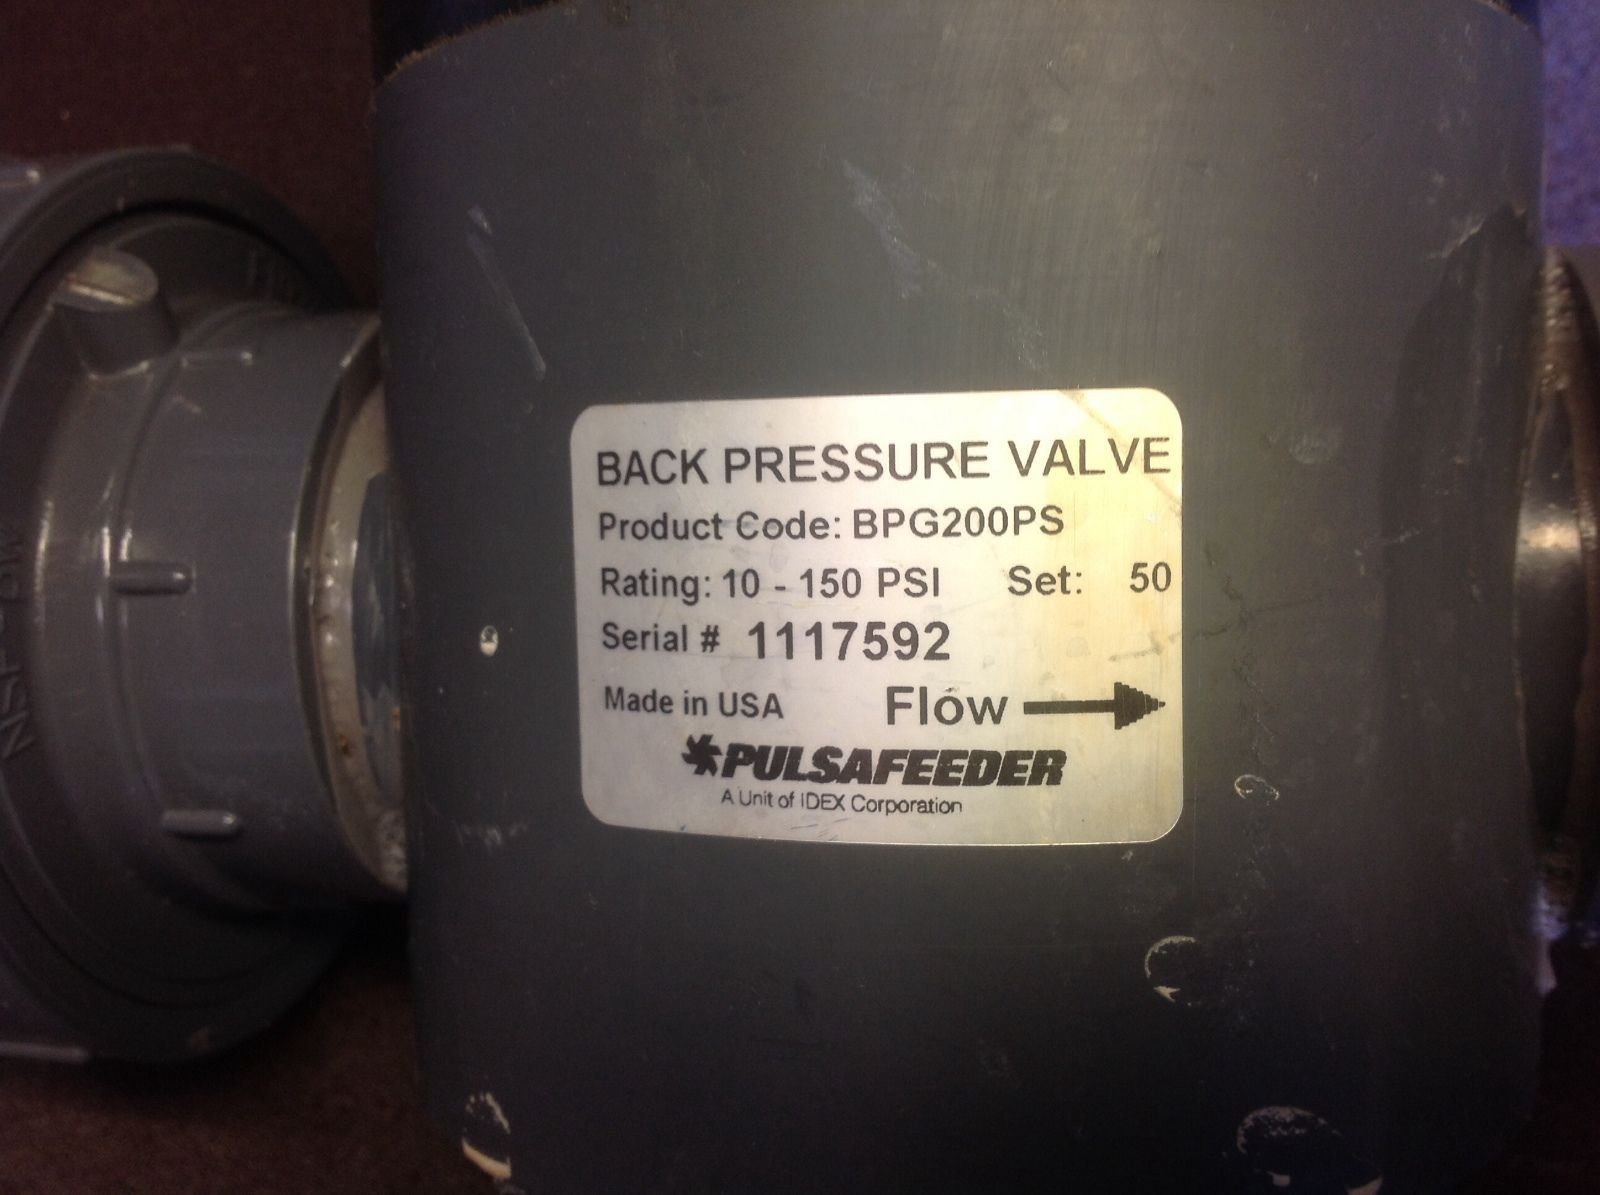 BACK PRESSURE VALVE
Product Code: BPG200PS
Rating: 10 - 150 PSI Set: 50
Serial # 1117592
Made in USA Flow
PULSAFEEDER
A Unit of IDEX Corporation